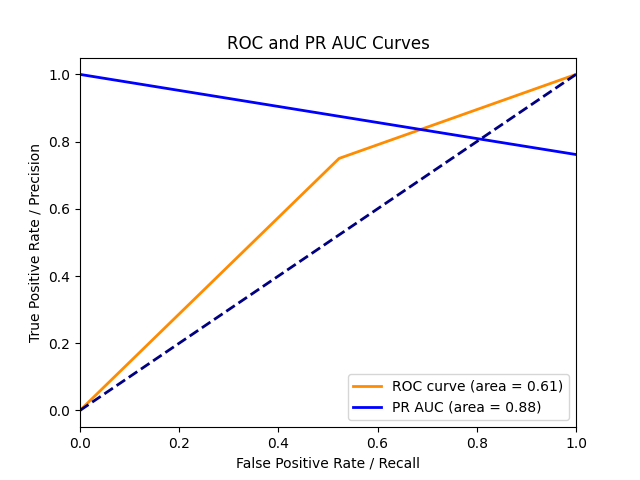 ROC and PR AUC Curves
True Positive Rate / Precision
1.0
0.8
0.6
0.4
0.2
0.0
ROC curve (area = 0.61)
PR AUC (area = 0.88)
0.0 0.2 0.4 0.6 0.8 1.0
False Positive Rate / Recall